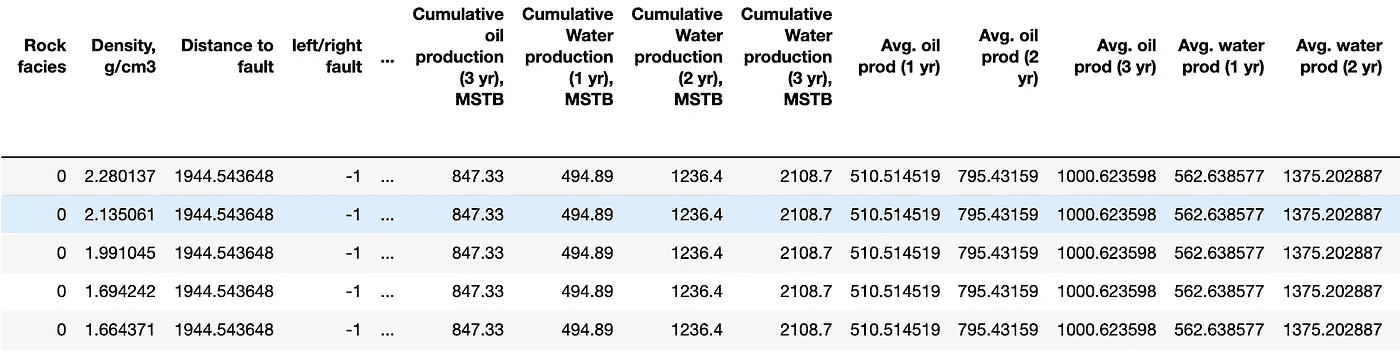 Rock facies Density, g/cm3 Distance to fault left/right fault ... Cumulative oil production (3 yr), MSTB Cumulative Water production (1 yr), MSTB Cumulative Water production (2 yr), MSTB Cumulative Water production (3 yr), MSTB Avg. oil prod (1 yr) Avg. oil prod (2 yr) Avg. oil prod (3 yr) Avg. water prod (1 yr) Avg. water prod (2 yr)
0 2.280137 1944.543648 -1 ... 847.33 494.89 1236.4 2108.7 510.514519 795.43159 1000.623598 562.638577 1375.202887
0 2.135061 1944.543648 -1 ... 847.33 494.89 1236.4 2108.7 510.514519 795.43159 1000.623598 562.638577 1375.202887
0 1.991045 1944.543648 -1 ... 847.33 494.89 1236.4 2108.7 510.514519 795.43159 1000.623598 562.638577 1375.202887
0 1.694242 1944.543648 -1 ... 847.33 494.89 1236.4 2108.7 510.514519 795.43159 1000.623598 562.638577 1375.202887
0 1.664371 1944.543648 -1 ... 847.33 494.89 1236.4 2108.7 510.514519 795.43159 1000.623598 562.638577 1375.202887